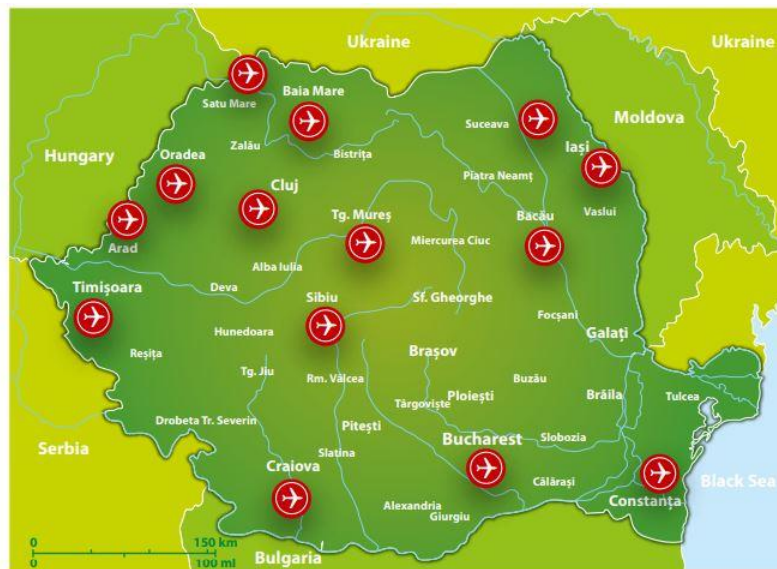 Ukraine
Ukraine
Satu Mare
Baia Mare
Suceava
Moldova
Hungary
Oradea
Zalău
Bistrița
Iași
Cluj
Piatra Neamț
Arad
Tg. Mureș
Bacău
Vaslui
Miercurea Ciuc
Alba Iulia
Timișoara
Deva
Sibiu
Sf. Gheorghe
Focșani
Hunedoara
Galați
Reșița
Brașov
Tg. Jiu
Rm. Vâlcea
Buzău
Ploiești
Brăila
Tulcea
Târgoviște
Drobeta Tr. Severin
Pitești
Bucharest
Slobozia
Serbia
Slatina
Craiova
Călărași
Black Sea
Constanța
Alexandria
Giurgiu
0 150 km
0 100 ml
Bulgaria